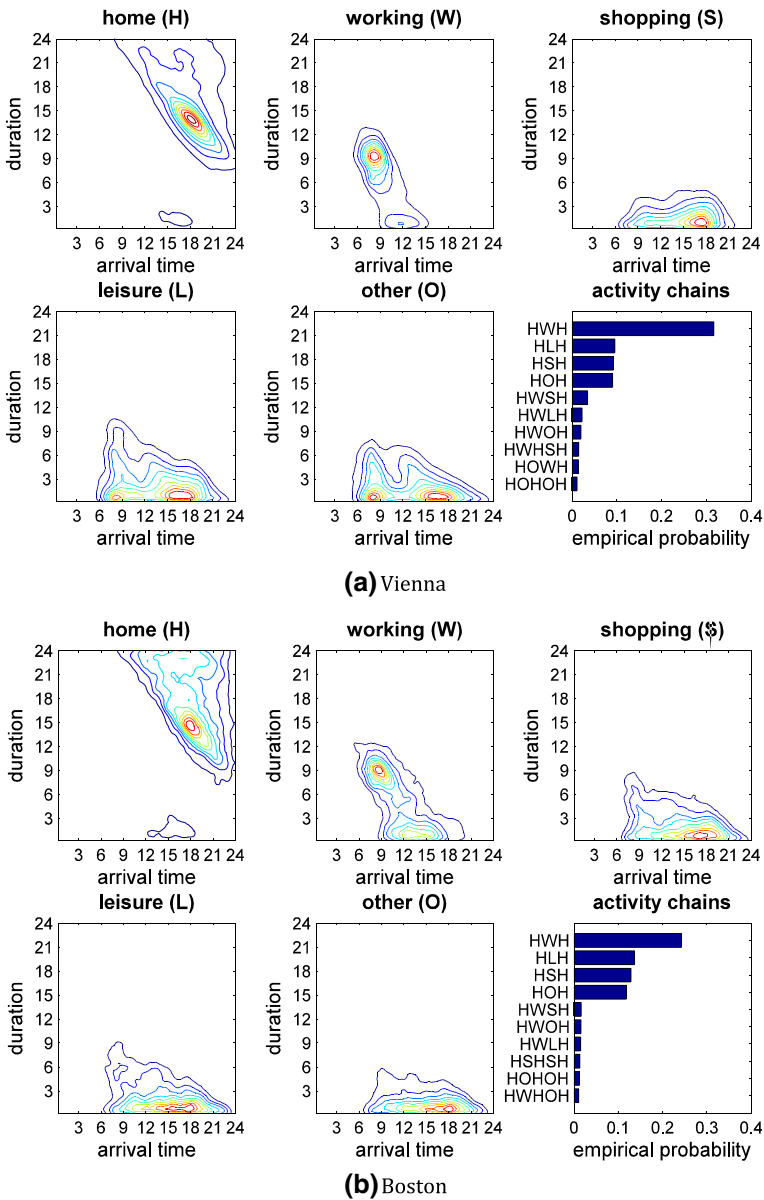 home (H) working (W) shopping (S)
24 24 24
21 21 21
18 18 18
15 15 15
12 12 12
9 9 9
6 6 6
3 3 3
duration duration duration
3 6 9 12 15 18 21 24 3 6 9 12 15 18 21 24 3 6 9 12 15 18 21 24
arrival time arrival time arrival time
leisure (L) other (O) activity chains
24 24 HWH
21 21 HLH
18 18 HSH
15 15 HOH
12 12 HWSH
9 9 HWLH
6 6 HWOH
3 3 HWHSH
HOWH
HOHOH
duration duration
3 6 9 12 15 18 21 24 3 6 9 12 15 18 21 24 0 0.1 0.2 0.3 0.4
arrival time arrival time empirical probability
(a) Vienna
home (H) working (W) shopping (S)
24 24 24
21 21 21
18 18 18
15 15 15
12 12 12
9 9 9
6 6 6
3 3 3
duration duration duration
3 6 9 12 15 18 21 24 3 6 9 12 15 18 21 24 3 6 9 12 15 18 21 24
arrival time arrival time arrival time
leisure (L) other (O) activity chains
24 24 HWH
21 21 HLH
18 18 HSH
15 15 HOH
12 12 HWSH
9 9 HWOH
6 6 HWLH
3 3 HSHSH
HOHOH
HWHOH
duration duration
3 6 9 12 15 18 21 24 3 6 9 12 15 18 21 24 0 0.1 0.2 0.3 0.4
arrival time arrival time empirical probability
(b) Boston